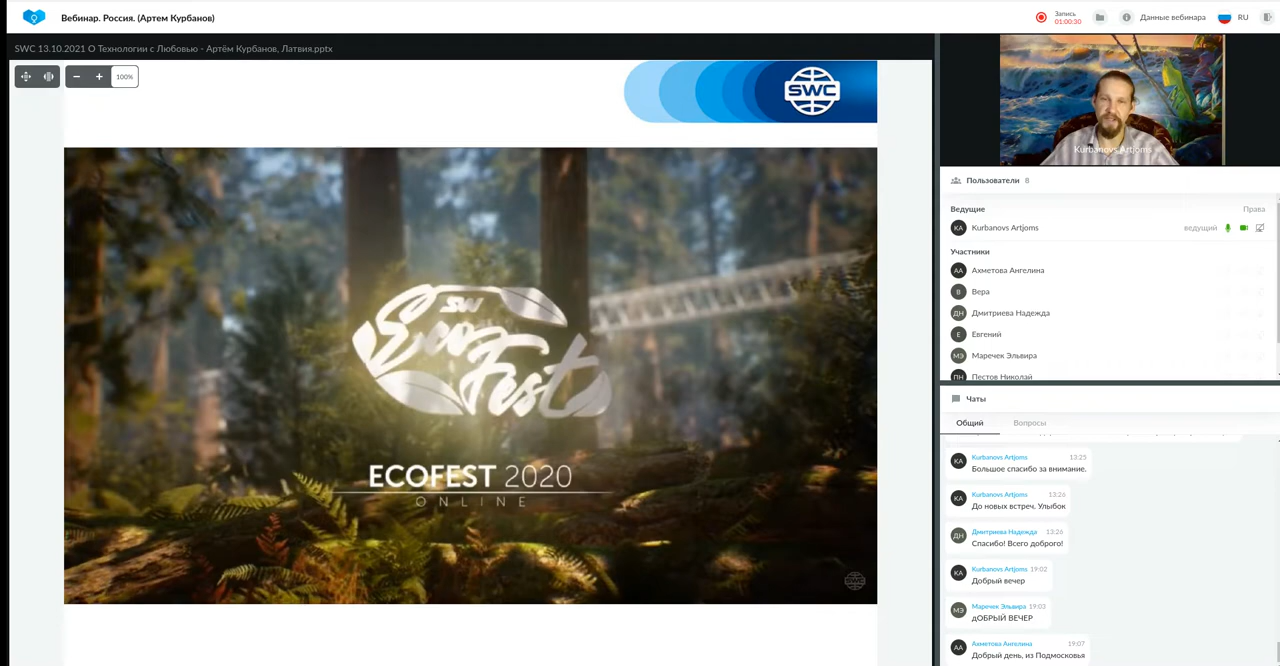 Вебинар. Россия. (Артем Курбанов)
Запись
01:00:30
Данные вебинара
RU
SWC 13.10.2021 О Технологии с Любовью - Артём Курбанов, Латвия.pptx
100%
SWC
SW
Eco
Fest
ECOFEST 2020
ONLINE
Kurbanovs Artjoms
Пользователи 8
Ведущие
Права
KA Kurbanovs Artjoms
ведущий
Участники
АА Ахметова Ангелина
В Вера
ДН Дмитриева Надежда
Е Евгений
МЭ Маречек Эльвира
ПН Пестов Николай
Чаты
Общий
Вопросы
KA Kurbanovs Artjoms 13:25
Большое спасибо за внимание.
KA Kurbanovs Artjoms 13:26
До новых встреч. Улыбок
ДН Дмитриева Надежда 13:26
Спасибо! Всего доброго!
KA Kurbanovs Artjoms 19:02
Добрый вечер
МЭ Маречек Эльвира 19:03
дОБРЫЙ ВЕЧЕР
АА Ахметова Ангелина 19:07
Добрый день, из Подмосковья